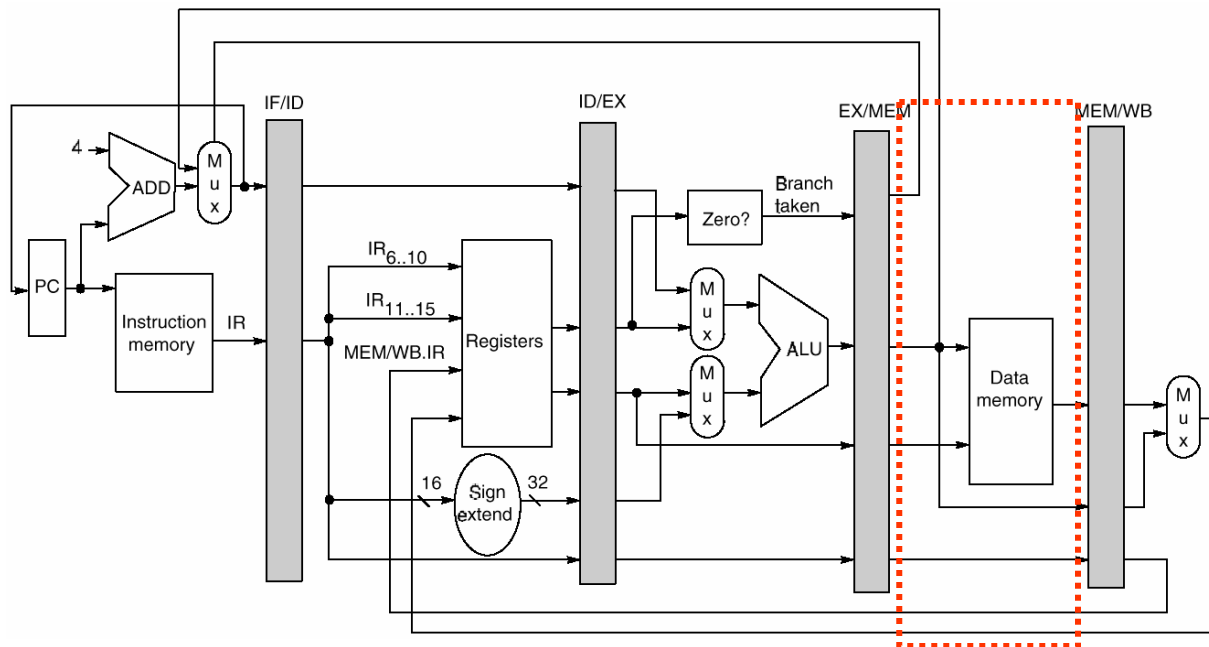 IF/ID
ID/EX
EX/MEM
MEM/WB
4
ADD
M
u
x
Branch
taken
Zero?
PC
Instruction
memory
IR
IR6..10
IR11..15
MEM/WB.IR
Registers
M
u
x
M
u
x
ALU
Data
memory
M
u
x
16
Sign
extend
32